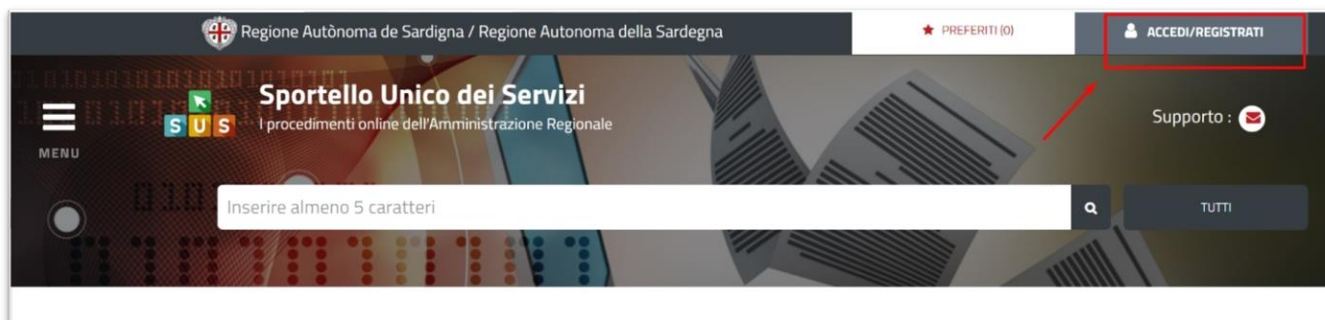 Regione Autònoma de Sardigna / Regione Autonoma della Sardegna
PREFERITI (0)
ACCEDI/REGISTRATI
MENU
S U S
Sportello Unico dei Servizi
I procedimenti online dell'Amministrazione Regionale
Supporto :
Inserire almeno 5 caratteri
TUTTI